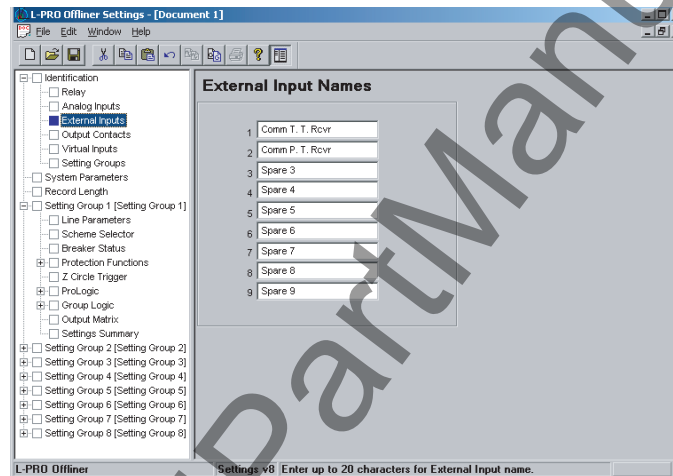 L-PRO Offliner Settings - [Document 1]
File Edit Window Help
Identification
Relay
Analog Inputs
External Inputs
Output Contacts
Virtual Inputs
Setting Groups
System Parameters
Record Length
Setting Group 1 [Setting Group 1]
Line Parameters
Scheme Selector
Breaker Status
Protection Functions
Z Circle Trigger
ProLogic
Group Logic
Output Matrix
Settings Summary
Setting Group 2 [Setting Group 2]
Setting Group 3 [Setting Group 3]
Setting Group 4 [Setting Group 4]
Setting Group 5 [Setting Group 5]
Setting Group 6 [Setting Group 6]
Setting Group 7 [Setting Group 7]
Setting Group 8 [Setting Group 8]
External Input Names
1 Comm T. T. Rcvr
2 Comm P. T. Rcvr
3 Spare 3
4 Spare 4
5 Spare 5
6 Spare 6
7 Spare 7
8 Spare 8
9 Spare 9
L-PRO Offliner Settings v8 Enter up to 20 characters for External Input name.